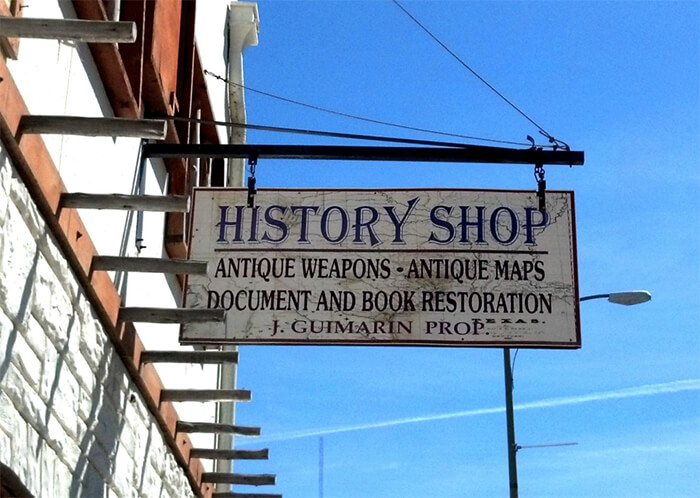 HISTORY SHOP
ANTIQUE WEAPONS - ANTIQUE MAPS
DOCUMENT AND BOOK RESTORATION
J. GUIMARIN PROP.
TEXAS.